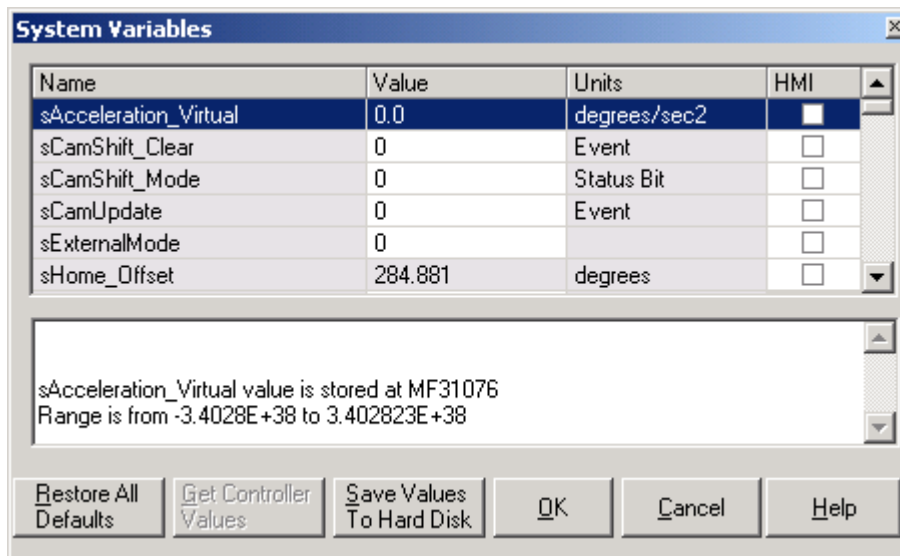 System Variables
Name Value Units HMI
sAcceleration_Virtual 0.0 degrees/sec2
sCamShift_Clear 0 Event
sCamShift_Mode 0 Status Bit
sCamUpdate 0 Event
sExternalMode 0
sHome_Offset 284.881 degrees
sAcceleration_Virtual value is stored at MF31076
Range is from -3.4028E+38 to 3.402823E+38
Restore All Defaults
Get Controller Values
Save Values To Hard Disk
OK
Cancel
Help